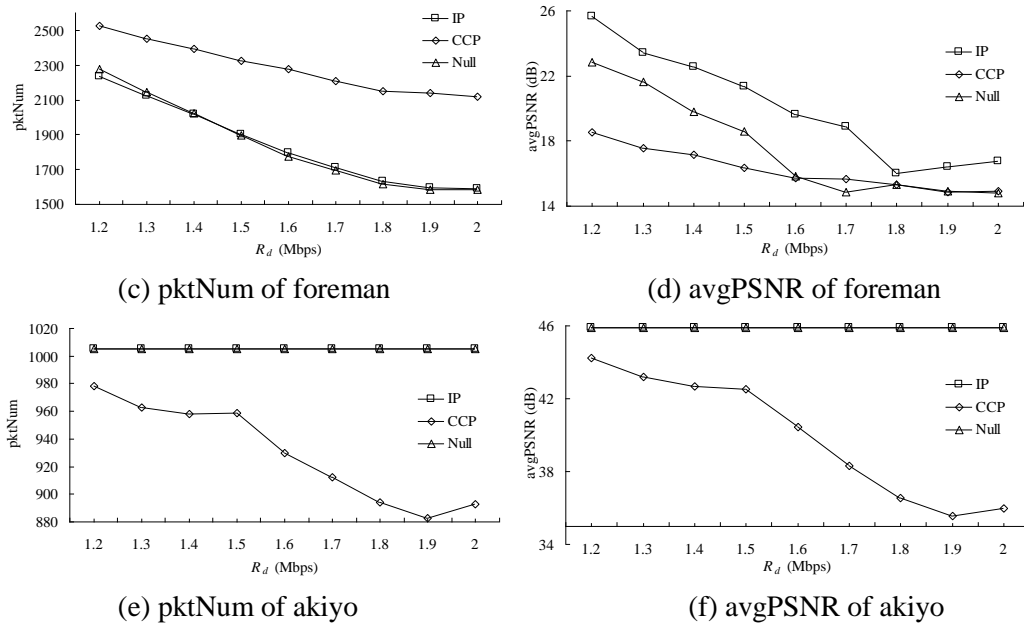 2500
2300
2100
1900
1700
1500
pktNum
IP
CCP
Null
1.2 1.3 1.4 1.5 1.6 1.7 1.8 1.9 2
R d (Mbps)
(c) pktNum of foreman
26
22
18
14
avgPSNR (dB)
IP
CCP
Null
1.2 1.3 1.4 1.5 1.6 1.7 1.8 1.9 2
R d (Mbps)
(d) avgPSNR of foreman
1020
1000
980
960
940
920
900
880
pktNum
IP
CCP
Null
1.2 1.3 1.4 1.5 1.6 1.7 1.8 1.9 2
R d (Mbps)
(e) pktNum of akiyo
46
42
38
34
avgPSNR (dB)
IP
CCP
Null
1.2 1.3 1.4 1.5 1.6 1.7 1.8 1.9 2
R d (Mbps)
(f) avgPSNR of akiyo